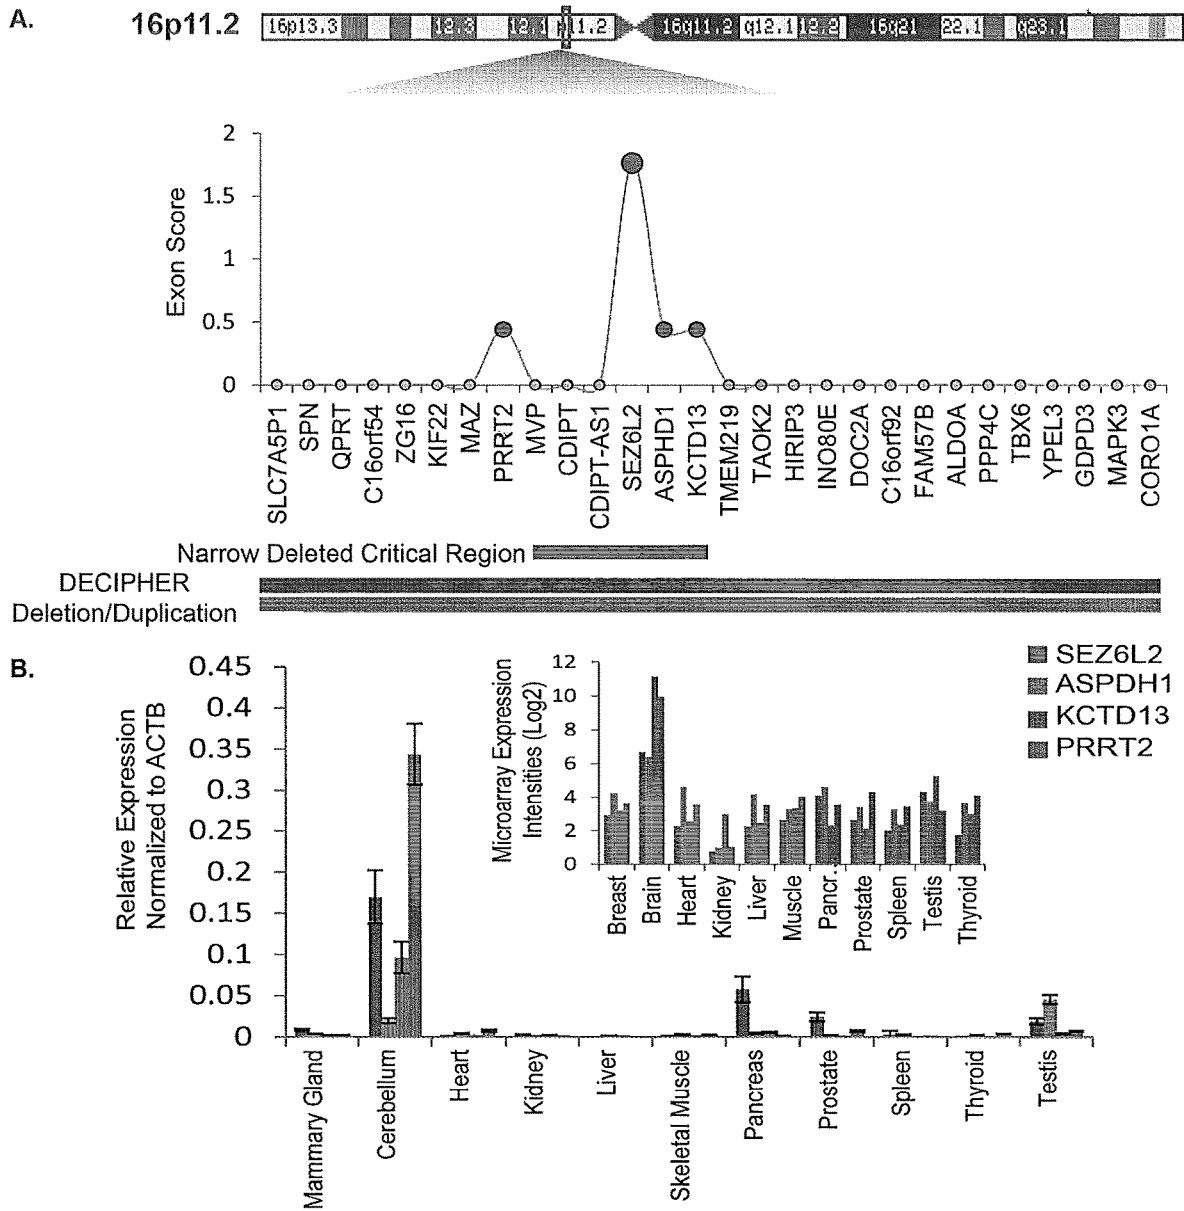 A.
16p11.2
16p13.3 12.3 12.1 p11.2 16q11.2 q12.1 12.2 16q21 22.1 q23.1
2
1.5
1
0.5
0
Exon Score
SLC7A5P1
SPN
QPRT
C16orf54
ZG16
KIF22
MAZ
PRRT2
MVP
CDIPT
CDIPT-AS1
SEZ6L2
ASPHD1
KCTD13
TMEM219
TAOK2
HIRIP3
INO80E
DOC2A
C16orf92
FAM57B
ALDOA
PPP4C
TBX6
YPEL3
GDPD3
MAPK3
CORO1A
Narrow Deleted Critical Region
DECIPHER
Deletion/Duplication
B.
0.45
0.4
0.35
0.3
0.25
0.2
0.15
0.1
0.05
0
Relative Expression
Normalized to ACTB
Mammary Gland
Cerebellum
Heart
Kidney
Liver
Skeletal Muscle
Pancreas
Prostate
Spleen
Thyroid
Testis
12
10
8
6
4
2
0
Microarray Expression
Intensities (Log2)
Breast
Brain
Heart
Kidney
Liver
Muscle
Pancr.
Prostate
Spleen
Testis
Thyroid
SEZ6L2
ASPDH1
KCTD13
PRRT2